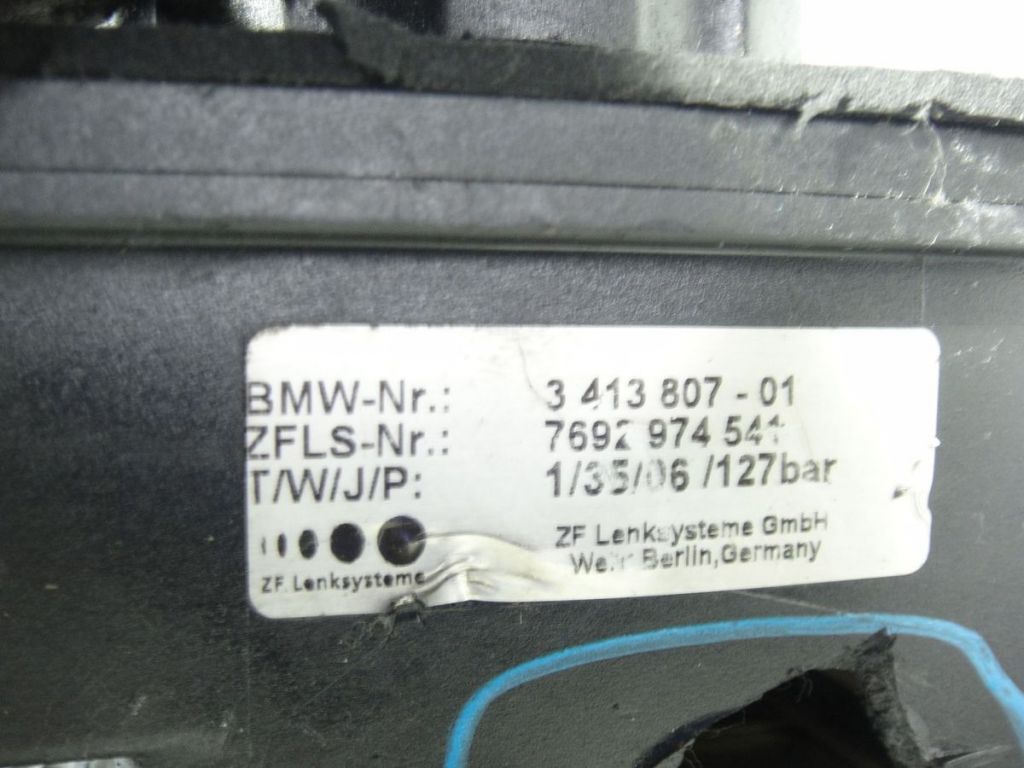 BMW-Nr.: 3 413 807 - 01
ZFLS-Nr.: 7692 974 541
T/W/J/P: 1/35/06 /127bar
ZF Lenksysteme GmbH
Berlin,Germany
ZF Lenksysteme